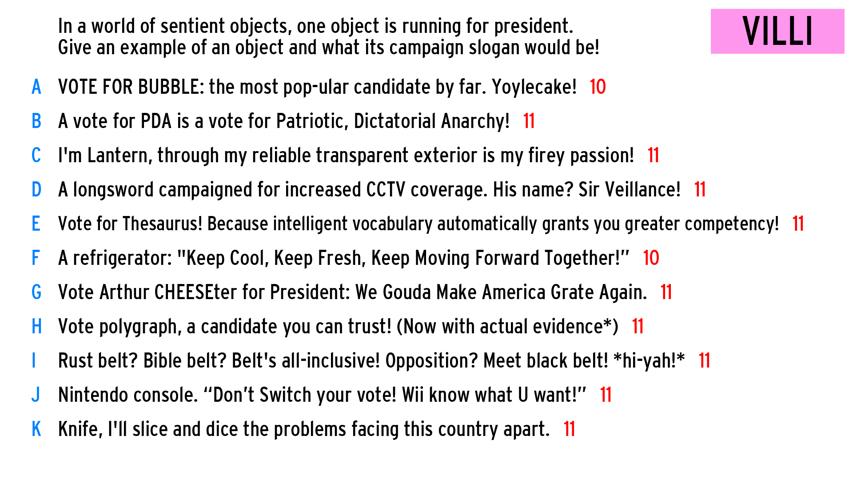 In a world of sentient objects, one object is running for president.
Give an example of an object and what its campaign slogan would be!
VILLI
A VOTE FOR BUBBLE: the most pop-ular candidate by far. Yoylecake! 10
B A vote for PDA is a vote for Patriotic, Dictatorial Anarchy! 11
C I'm Lantern, through my reliable transparent exterior is my firey passion! 11
D A longsword campaigned for increased CCTV coverage. His name? Sir Veillance! 11
E Vote for Thesaurus! Because intelligent vocabulary automatically grants you greater competency! 11
F A refrigerator: "Keep Cool, Keep Fresh, Keep Moving Forward Together!” 10
G Vote Arthur CHEESEter for President: We Gouda Make America Grate Again. 11
H Vote polygraph, a candidate you can trust! (Now with actual evidence*) 11
I Rust belt? Bible belt? Belt's all-inclusive! Opposition? Meet black belt! *hi-yah!* 11
J Nintendo console. “Don’t Switch your vote! Wii know what U want!” 11
K Knife, I'll slice and dice the problems facing this country apart. 11